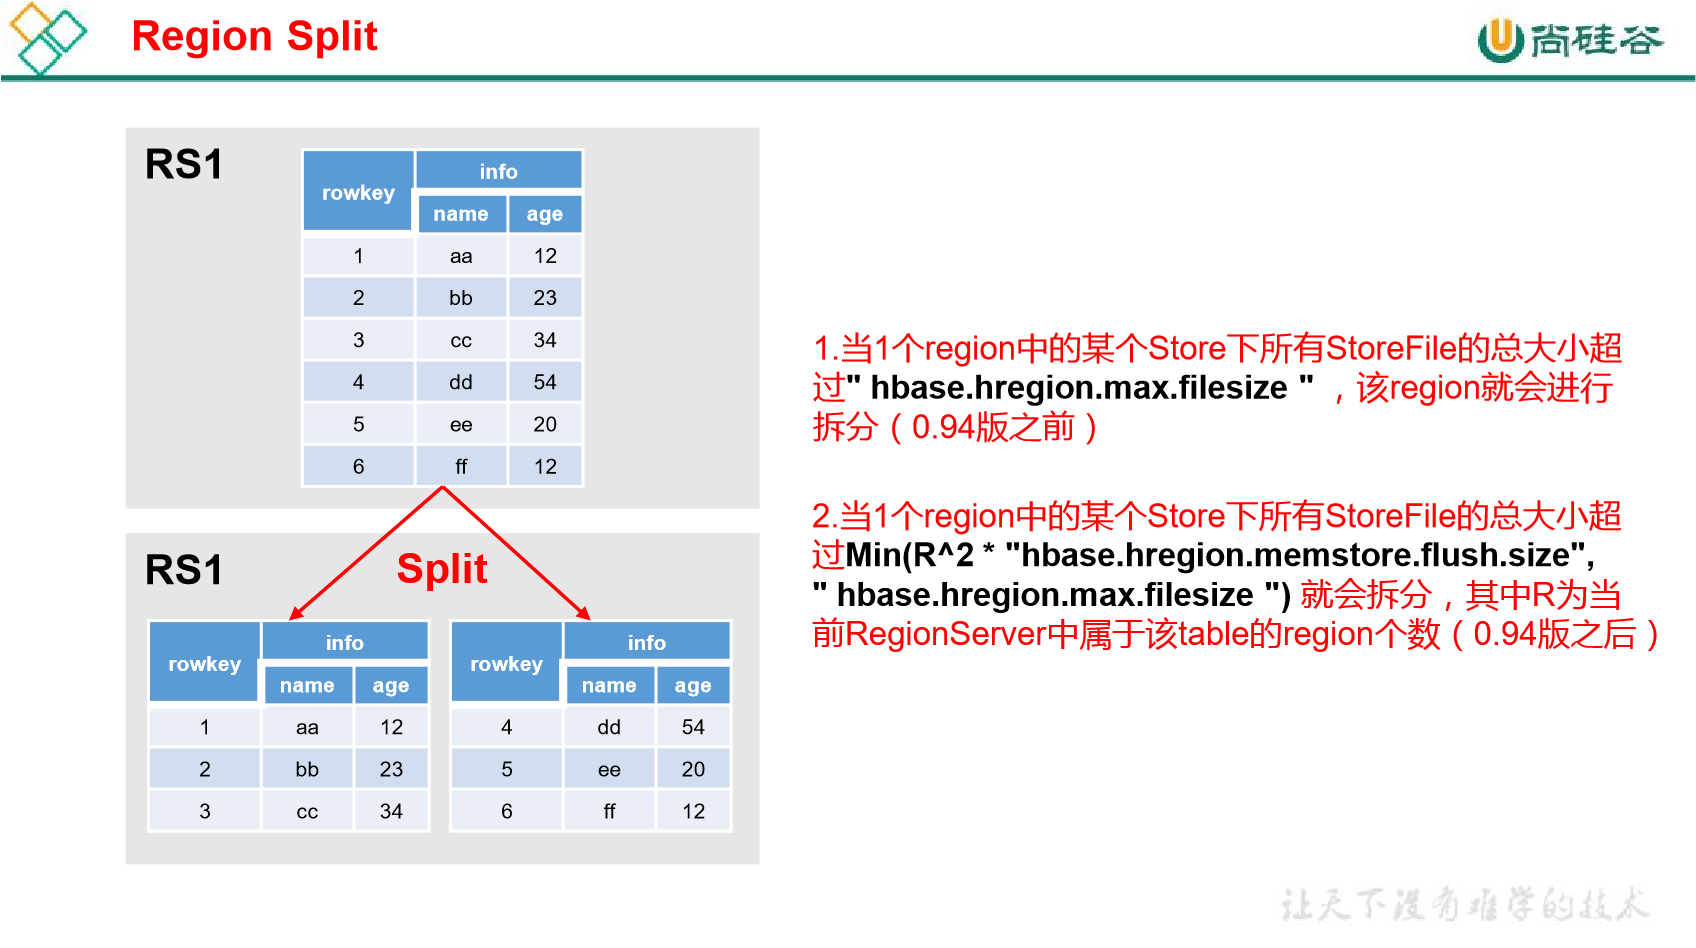 Region Split
尚硅谷
RS1
rowkey info
name age
1 aa 12
2 bb 23
3 cc 34
4 dd 54
5 ee 20
6 ff 12
RS1
Split
rowkey info
name age
1 aa 12
2 bb 23
3 cc 34
rowkey info
name age
4 dd 54
5 ee 20
6 ff 12
1.当1个region中的某个Store下所有StoreFile的总大小超
过" hbase.hregion.max.filesize "，该region就会进行
拆分（0.94版之前）
2.当1个region中的某个Store下所有StoreFile的总大小超
过Min(R^2 * "hbase.hregion.memstore.flush.size",
" hbase.hregion.max.filesize ") 就会拆分，其中R为当
前RegionServer中属于该table的region个数（0.94版之后）
让天下没有难学的技术